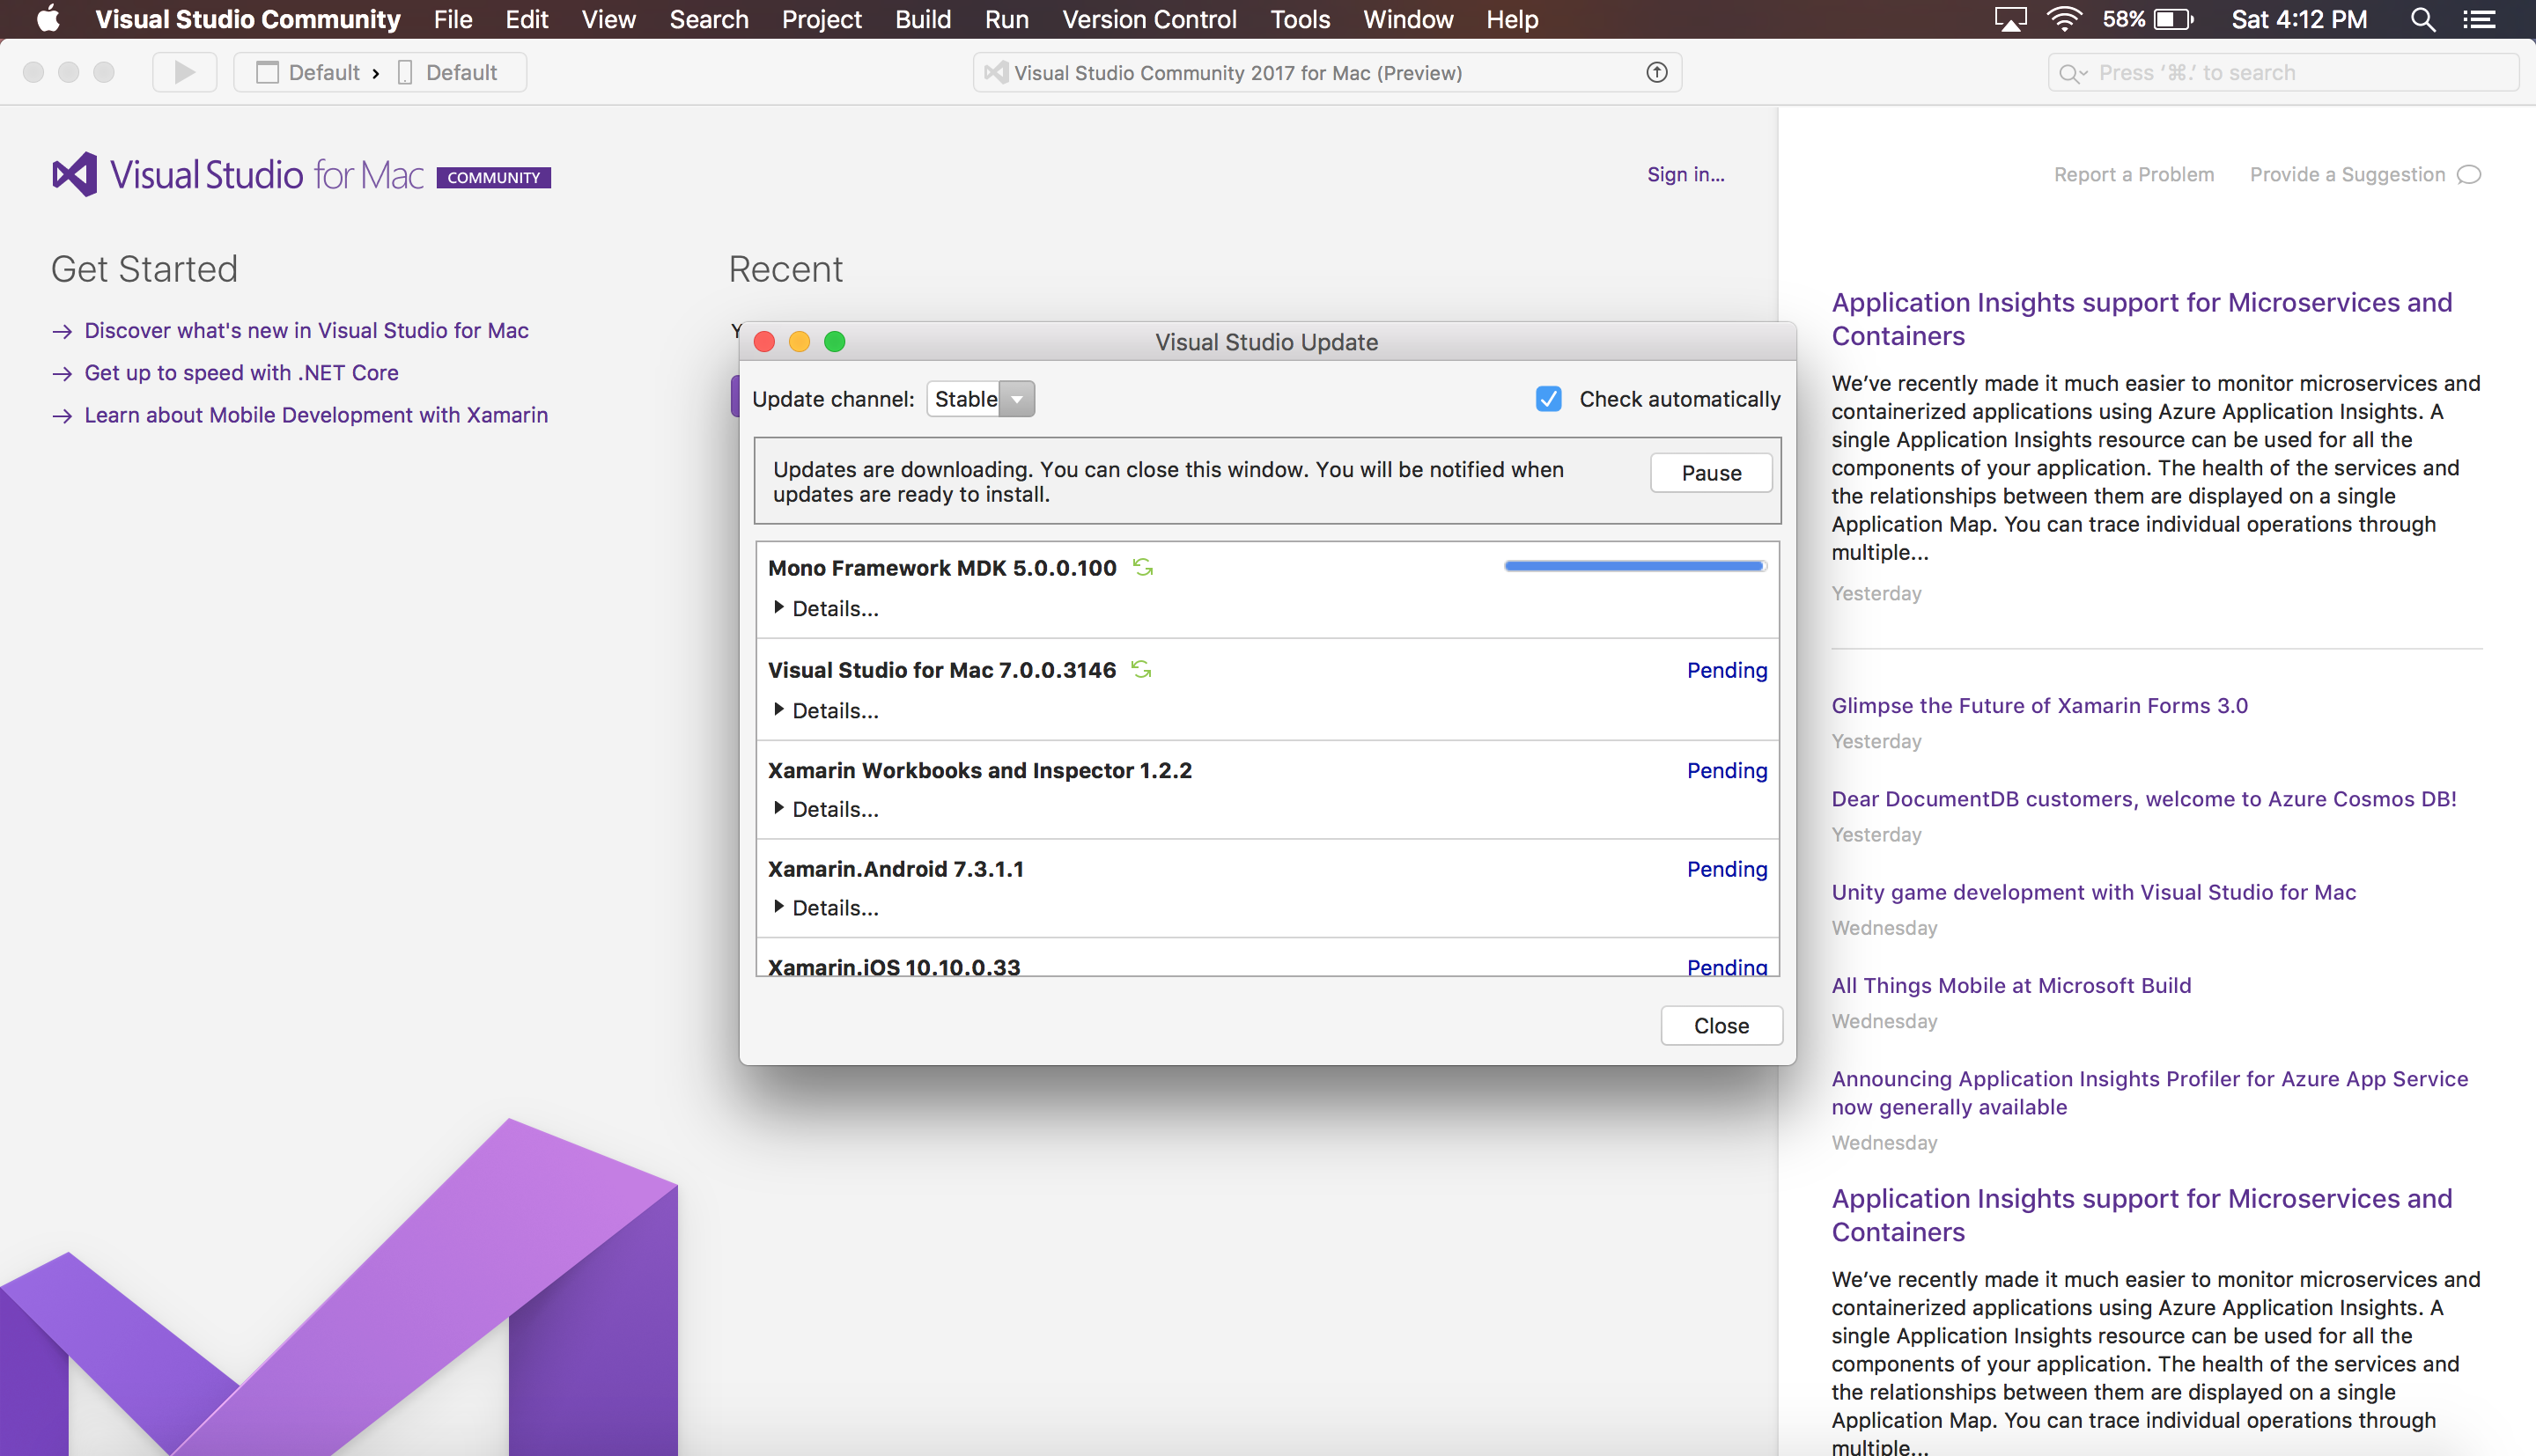 Visual Studio Community File Edit View Search Project Build Run Version Control Tools Window Help 58% Sat 4:12 PM
Default › Default
Visual Studio Community 2017 for Mac (Preview)
Press ‘⌘.’ to search
Visual Studio for Mac COMMUNITY
Sign in...
Get Started
Discover what's new in Visual Studio for Mac
Get up to speed with .NET Core
Learn about Mobile Development with Xamarin
Recent
Y
Visual Studio Update
Update channel: Stable
Check automatically
Updates are downloading. You can close this window. You will be notified when
updates are ready to install.
Pause
Mono Framework MDK 5.0.0.100
Details...
Visual Studio for Mac 7.0.0.3146 Pending
Details...
Xamarin Workbooks and Inspector 1.2.2 Pending
Details...
Xamarin.Android 7.3.1.1 Pending
Details...
Xamarin.iOS 10.10.0.33 Pending
Close
Report a Problem Provide a Suggestion
Application Insights support for Microservices and
Containers
We’ve recently made it much easier to monitor microservices and
containerized applications using Azure Application Insights. A
single Application Insights resource can be used for all the
components of your application. The health of the services and
the relationships between them are displayed on a single
Application Map. You can trace individual operations through
multiple...
Yesterday
Glimpse the Future of Xamarin Forms 3.0
Yesterday
Dear DocumentDB customers, welcome to Azure Cosmos DB!
Yesterday
Unity game development with Visual Studio for Mac
Wednesday
All Things Mobile at Microsoft Build
Wednesday
Announcing Application Insights Profiler for Azure App Service
now generally available
Wednesday
Application Insights support for Microservices and
Containers
We’ve recently made it much easier to monitor microservices and
containerized applications using Azure Application Insights. A
single Application Insights resource can be used for all the
components of your application. The health of the services and
the relationships between them are displayed on a single
Application Map. You can trace individual operations through
multiple...